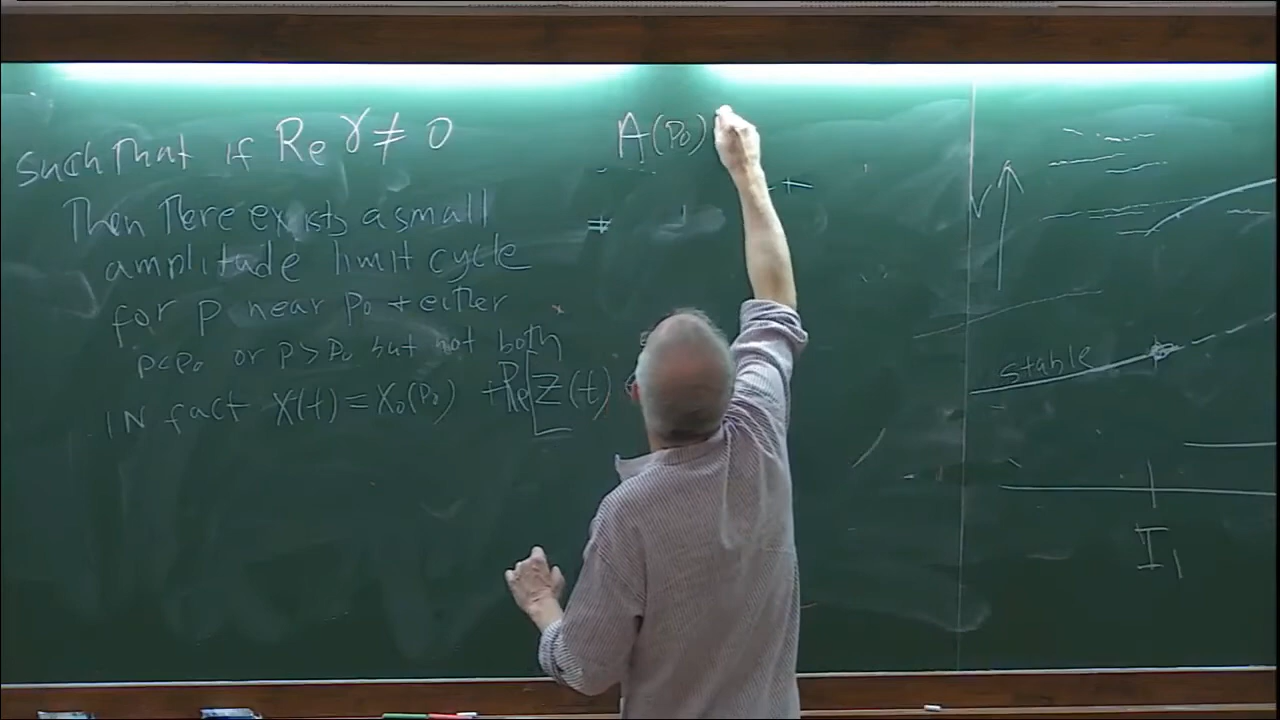 such that if Re γ ≠ 0
Then there exists a small
amplitude limit cycle
for p near p₀ + either
p<p₀ or p>p₀ but not both
IN fact X(t) = X₀(p₀) + Re[Z(t)
A(p₀)
=
V
stable
I₁